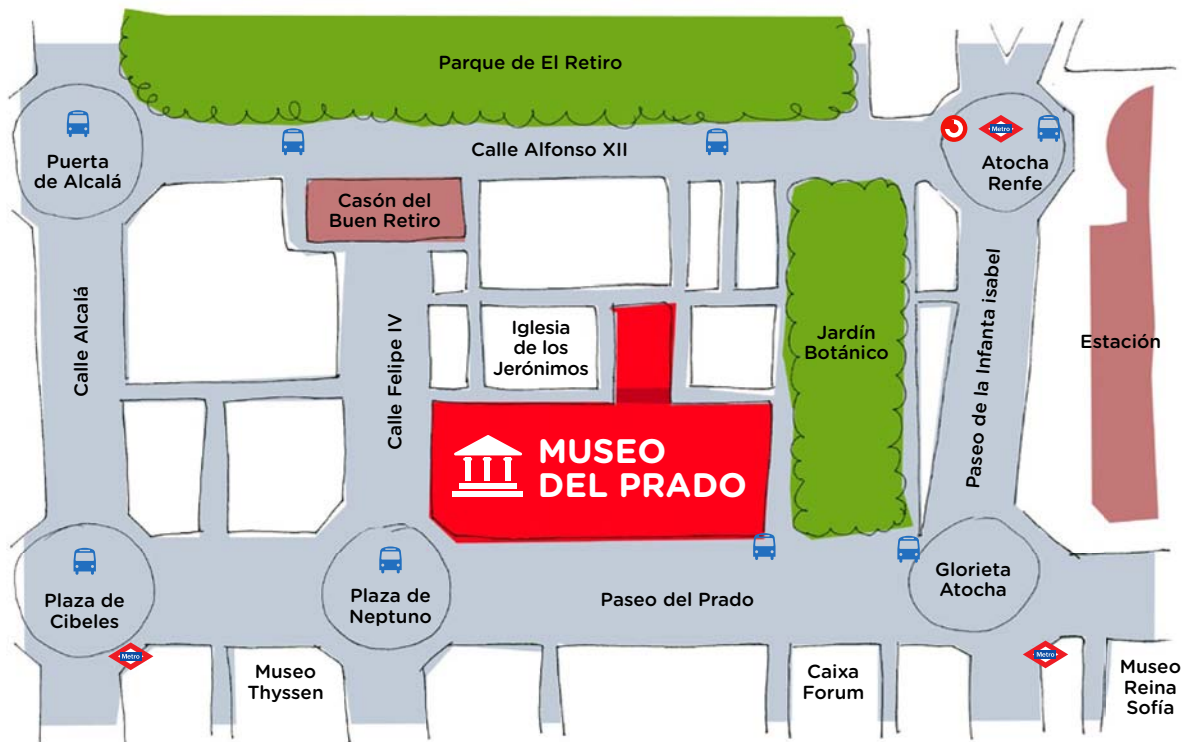 Parque de El Retiro
Puerta
de Alcalá
Calle Alfonso XII
Metro
Atocha
Renfe
Casón del
Buen Retiro
Calle Alcalá
Calle Felipe IV
Iglesia
de los
Jerónimos
Jardín
Botánico
Paseo de la Infanta isabel
Estación
MUSEO
DEL PRADO
Plaza de
Cibeles
Plaza de
Neptuno
Paseo del Prado
Glorieta
Atocha
Metro
Museo
Thyssen
Caixa
Forum
Metro
Museo
Reina
Sofía